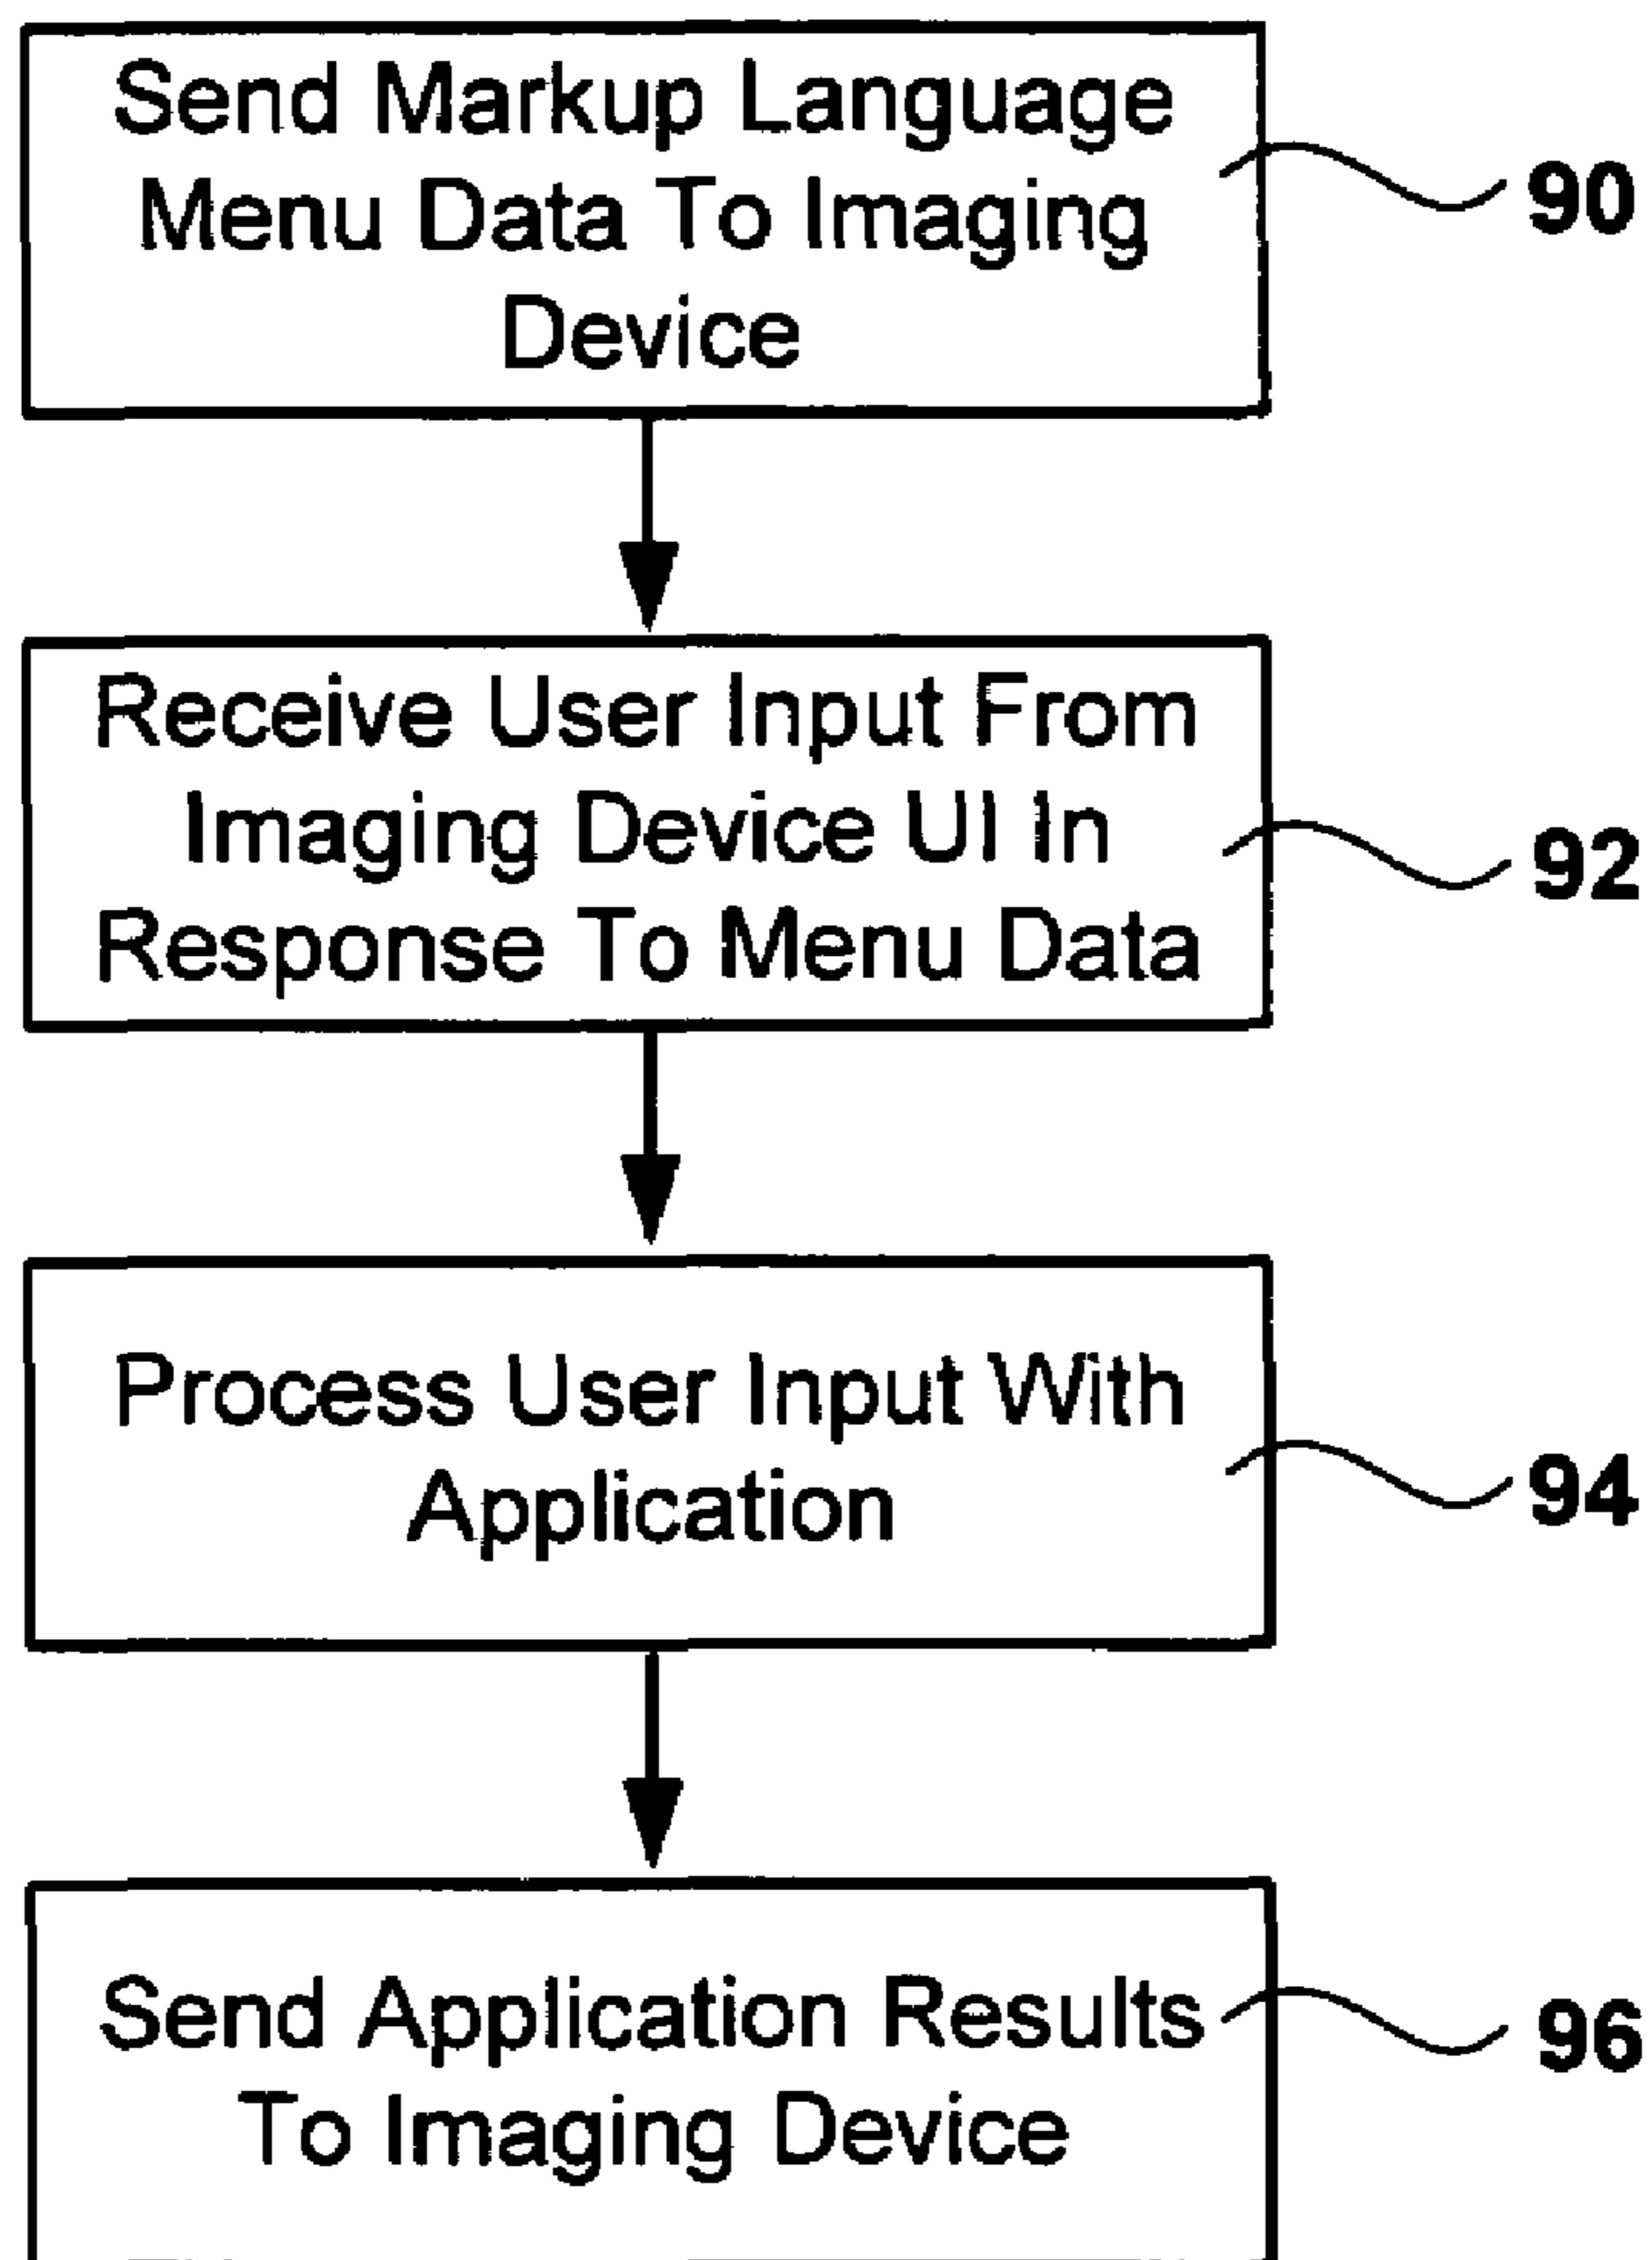 Send Markup Language
Menu Data To Imaging
Device
90
Receive User Input From
Imaging Device UI In
Response To Menu Data
92
Process User Input With
Application
94
Send Application Results
To Imaging Device
96